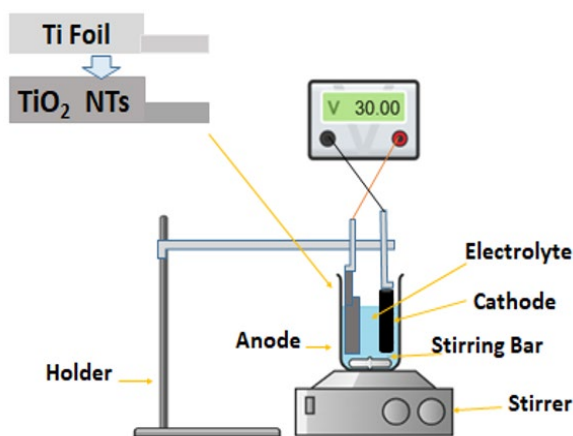 Ti Foil
TiO₂ NTs
V 30.00
Electrolyte
Cathode
Anode
Stirring Bar
Holder
Stirrer